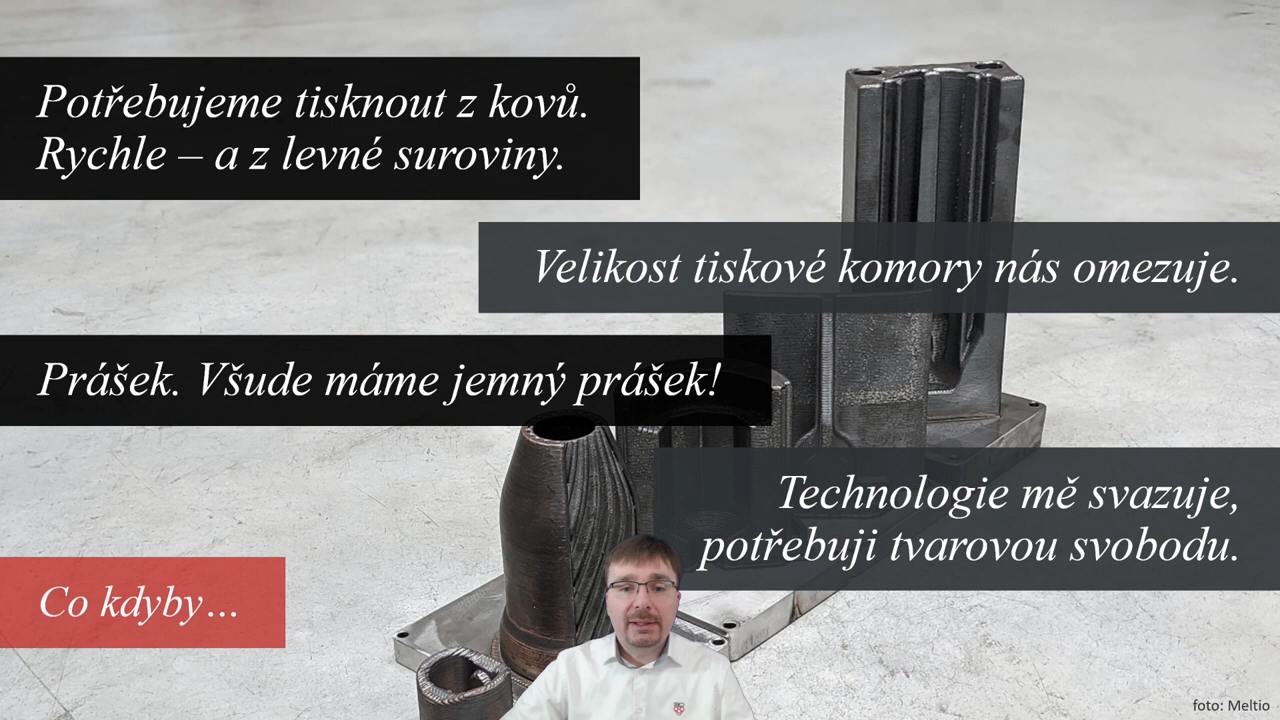 Potřebujeme tisknout z kovů.
Rychle – a z levné suroviny.
Velikost tiskové komory nás omezuje.
Prášek. Všude máme jemný prášek!
Technologie mě svazuje,
potřebuji tvarovou svobodu.
Co kdyby…
foto: Meltio